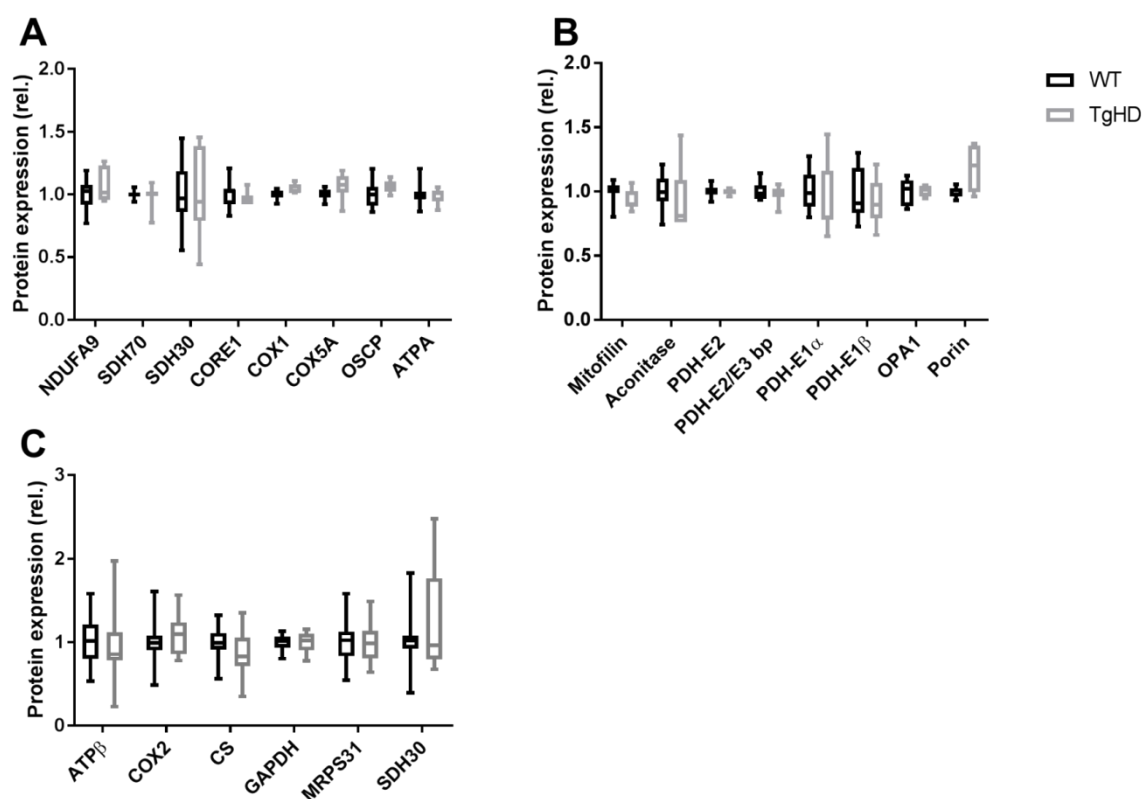 A
Protein expression (rel.)
2.0
1.5
1.0
0.5
0.0
NDUFA9
SDH70
SDH30
CORE1
COX1
COX5A
OSCP
ATPA
B
Protein expression (rel.)
2.0
1.5
1.0
0.5
0.0
Mitofilin
Aconitase
PDH-E2
PDH-E2/E3 bp
PDH-E1α
PDH-E1β
OPA1
Porin
WT
TgHD
C
Protein expression (rel.)
3
2
1
0
ATPβ
COX2
CS
GAPDH
MRPS31
SDH30